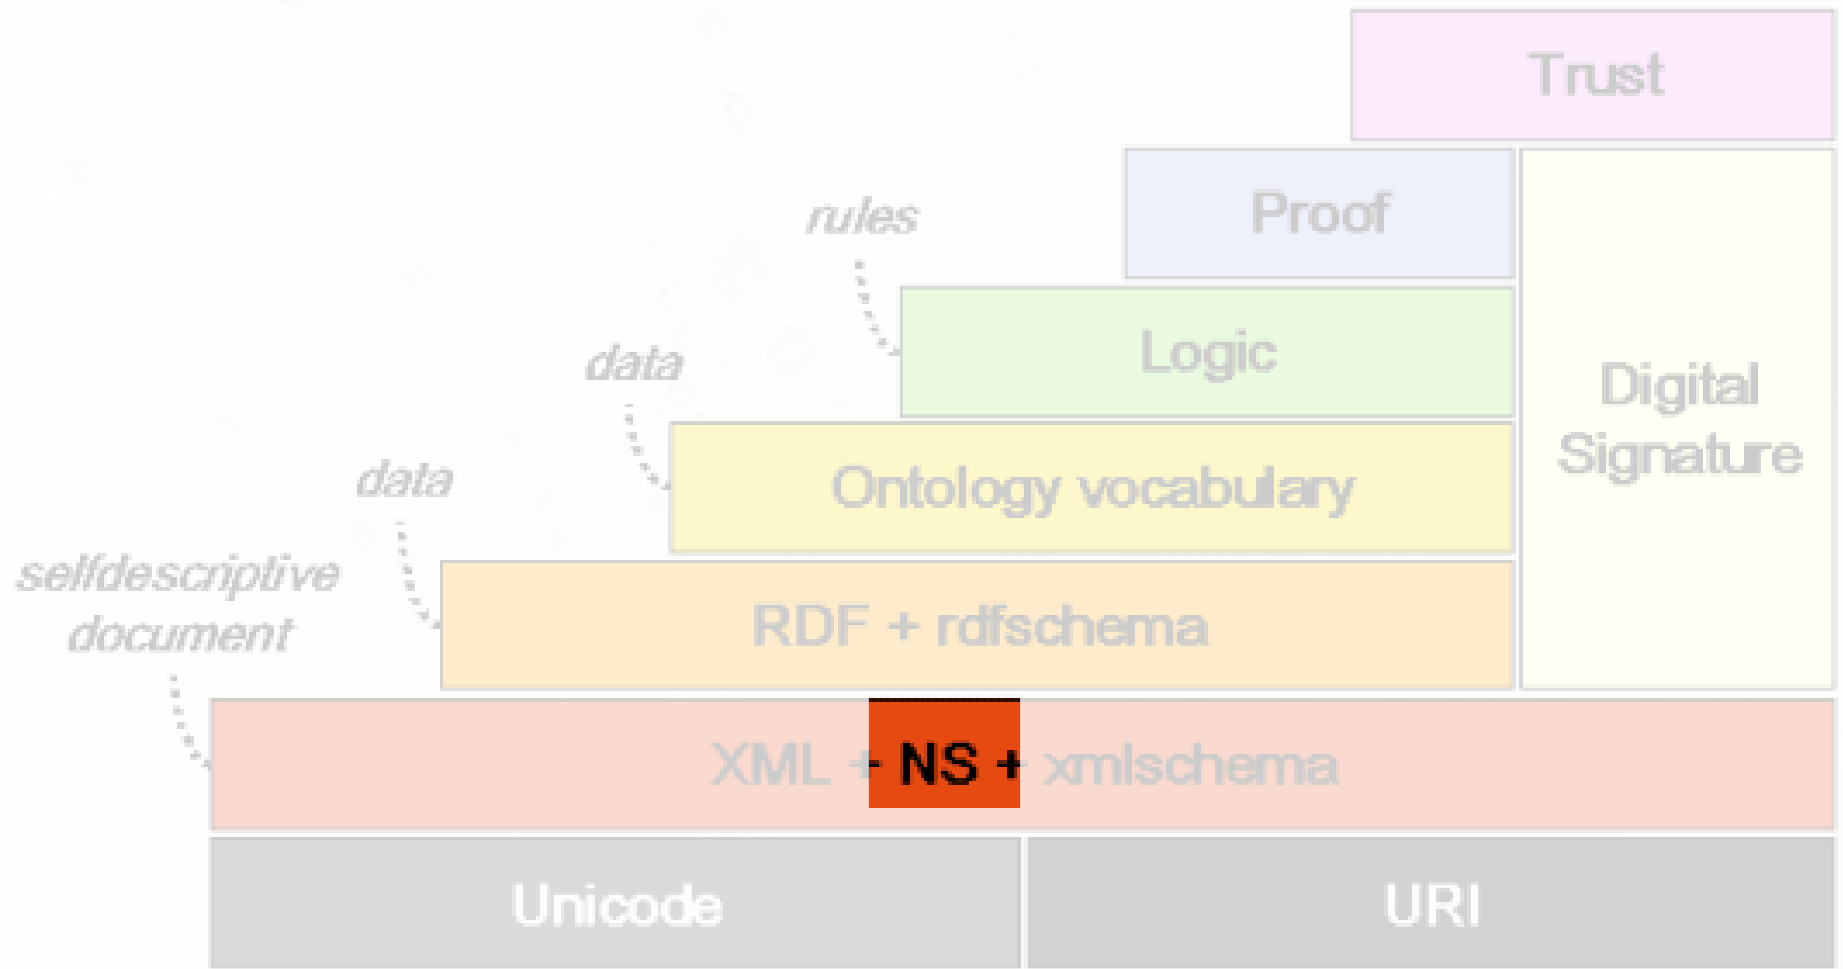 Trust
Proof
rules
Logic
data
Digital
Signature
Ontology vocabulary
data
selfdescriptive
document
RDF + rdfschema
XML + NS + xmlschema
Unicode
URI